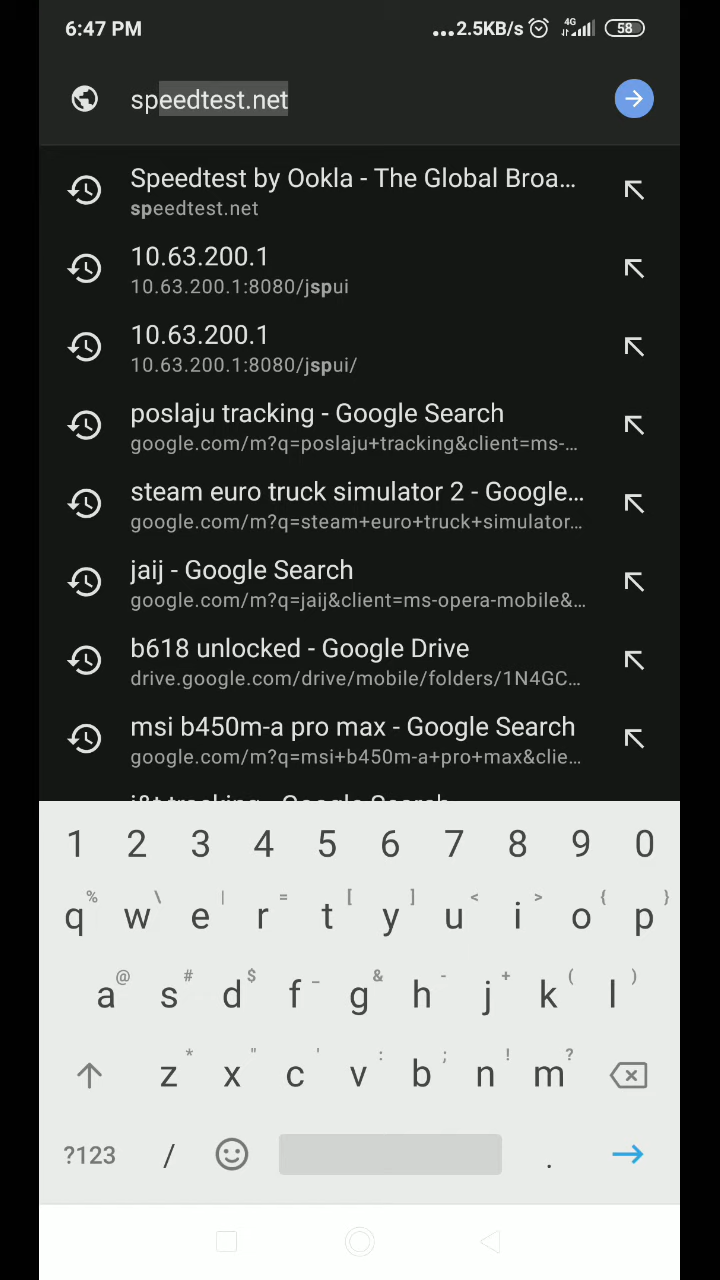 6:47 PM
...2.5KB/s 4G 58
speedtest.net
Speedtest by Ookla - The Global Broa...
speedtest.net
10.63.200.1
10.63.200.1:8080/jspui
10.63.200.1
10.63.200.1:8080/jspui/
poslaju tracking - Google Search
google.com/m?q=poslaju+tracking&client=ms-...
steam euro truck simulator 2 - Google...
google.com/m?q=steam+euro+truck+simulator...
jaij - Google Search
google.com/m?q=jaij&client=ms-opera-mobile&...
b618 unlocked - Google Drive
drive.google.com/drive/mobile/folders/1N4GC...
msi b450m-a pro max - Google Search
google.com/m?q=msi+b450m-a+pro+max&clie...
j&t tracking - Google Search
1 2 3 4 5 6 7 8 9 0
% \ | = [ ] < > { }
q w e r t y u i o p
@ # $ _ & - + ( )
a s d f g h j k l
* " ' : ; ! ?
z x c v b n m
?123 / .